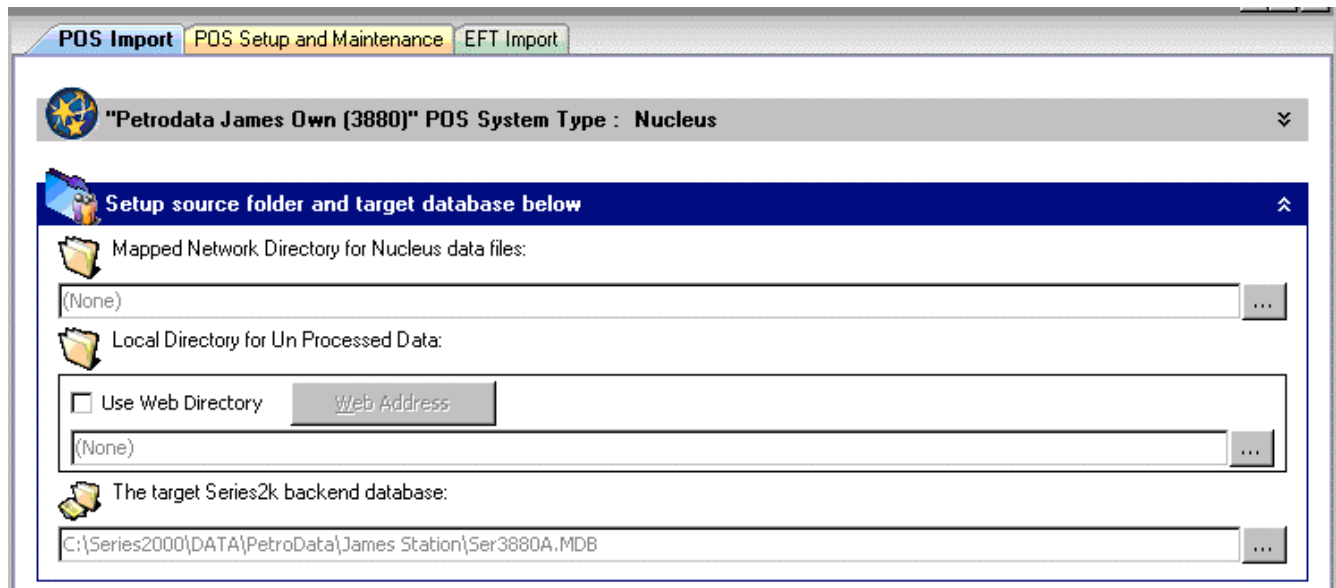 POS Import POS Setup and Maintenance EFT Import
"Petrodata James Own (3880)" POS System Type : Nucleus
Setup source folder and target database below
Mapped Network Directory for Nucleus data files:
(None)
...
Local Directory for Un Processed Data:
Use Web Directory Web Address
(None)
...
The target Series2k backend database:
C:\Series2000\DATA\PetroData\James Station\Ser3880A.MDB
...